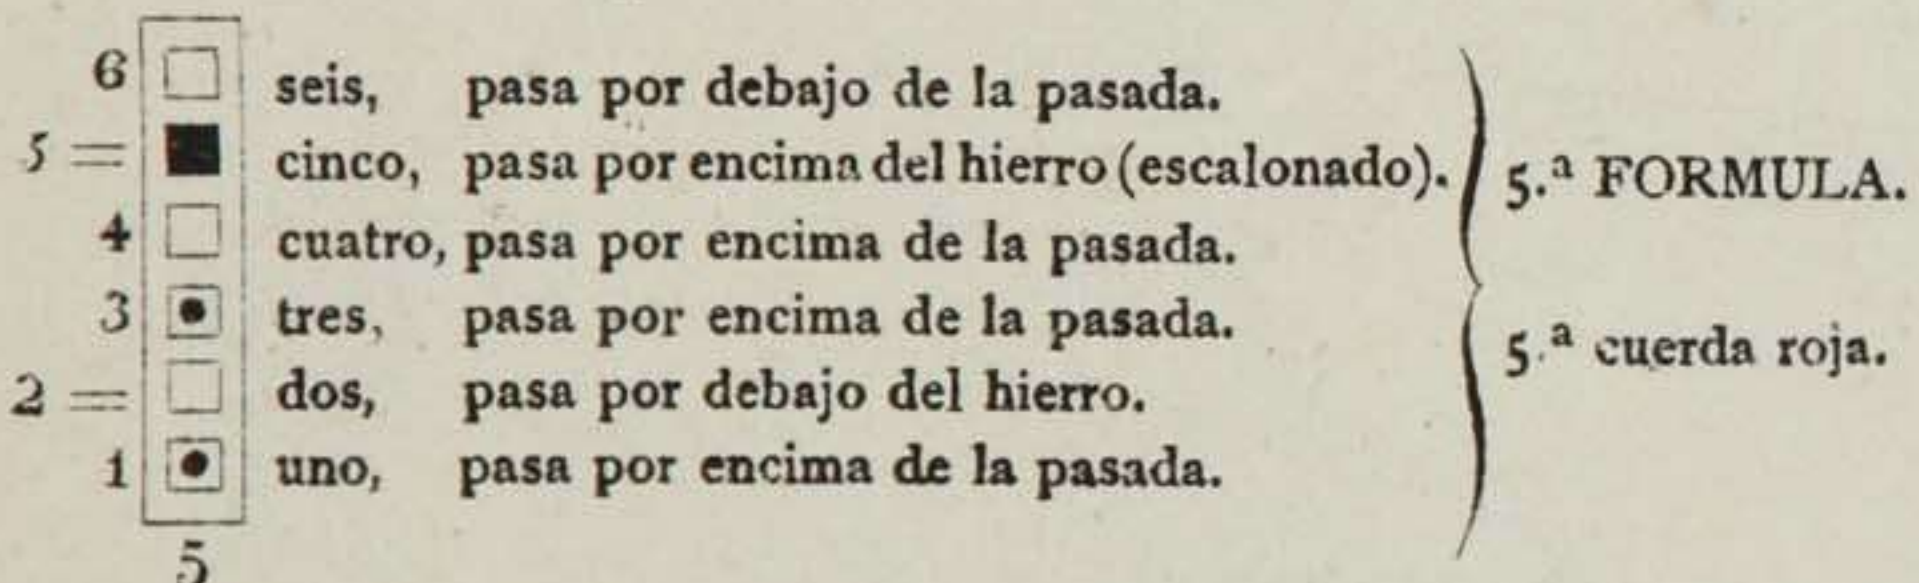 6 seis, pasa por debajo de la pasada.
5 = cinco, pasa por encima del hierro (escalonado).
4 cuatro, pasa por encima de la pasada.
3 tres, pasa por encima de la pasada.
2 = dos, pasa por debajo del hierro.
1 uno, pasa por encima de la pasada.
5
5.ª FORMULA.
5.ª cuerda roja.